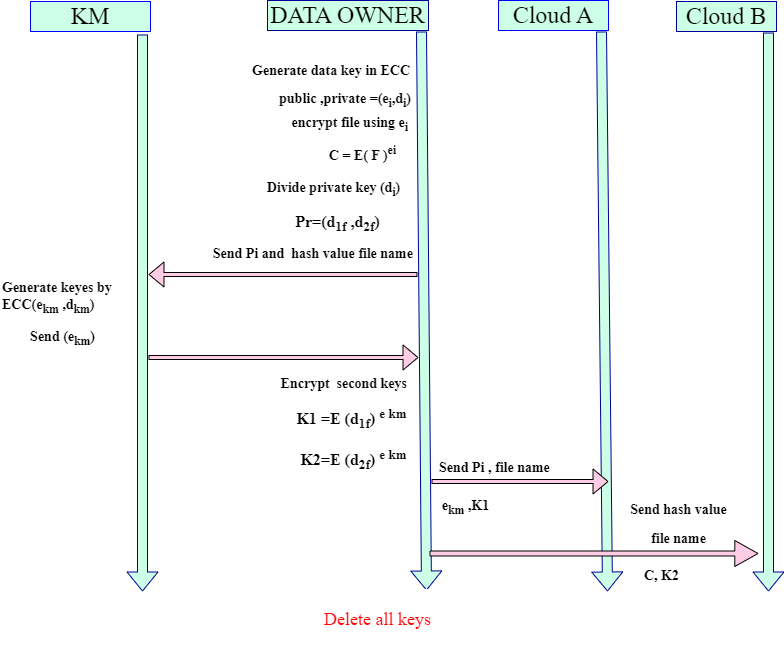 KM
DATA OWNER
Cloud A
Cloud B
Generate data key in ECC
public ,private =(eᵢ,dᵢ)
encrypt file using eᵢ
C = E( F )^ei
Divide private key (dᵢ)
Pr=(d₁f ,d₂f)
Send Pi and hash value file name
Generate keyes by
ECC(ekm ,dkm)
Send (ekm)
Encrypt second keys
K1 =E (d₁f) ^e km
K2=E (d₂f) ^e km
Send Pi , file name
ekm ,K1
Send hash value
file name
C, K2
Delete all keys